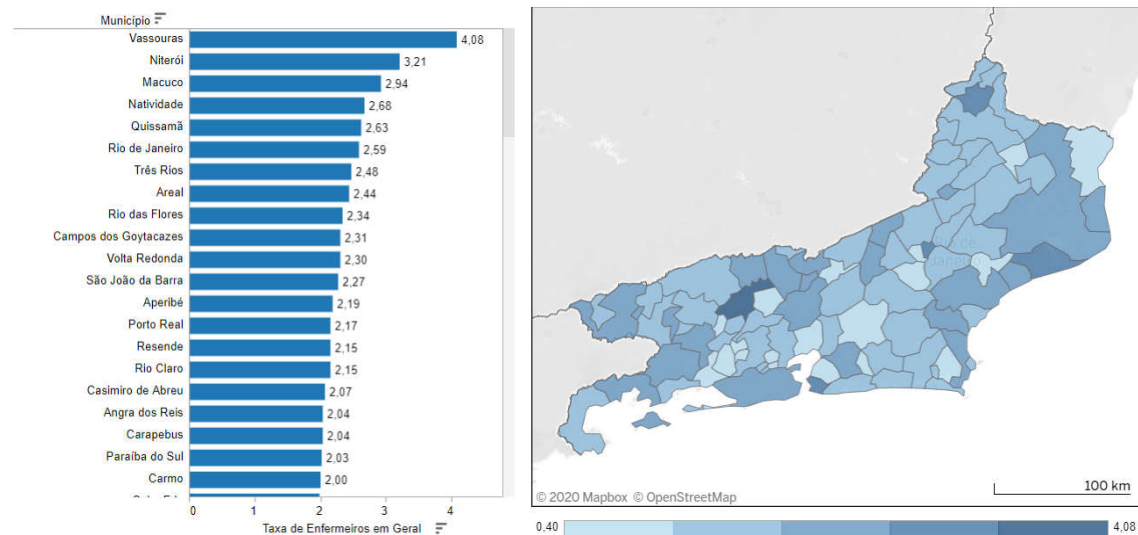 Município
Vassouras 4,08
Niterói 3,21
Macuco 2,94
Natividade 2,68
Quissamã 2,63
Rio de Janeiro 2,59
Três Rios 2,48
Areal 2,44
Rio das Flores 2,34
Campos dos Goytacazes 2,31
Volta Redonda 2,30
São João da Barra 2,27
Aperibé 2,19
Porto Real 2,17
Resende 2,15
Rio Claro 2,15
Casimiro de Abreu 2,07
Angra dos Reis 2,04
Carapebus 2,04
Paraíba do Sul 2,03
Carmo 2,00
0 1 2 3 4
Taxa de Enfermeiros em Geral
Rio de
Janeiro
100 km
© 2020 Mapbox © OpenStreetMap
0,40 4,08